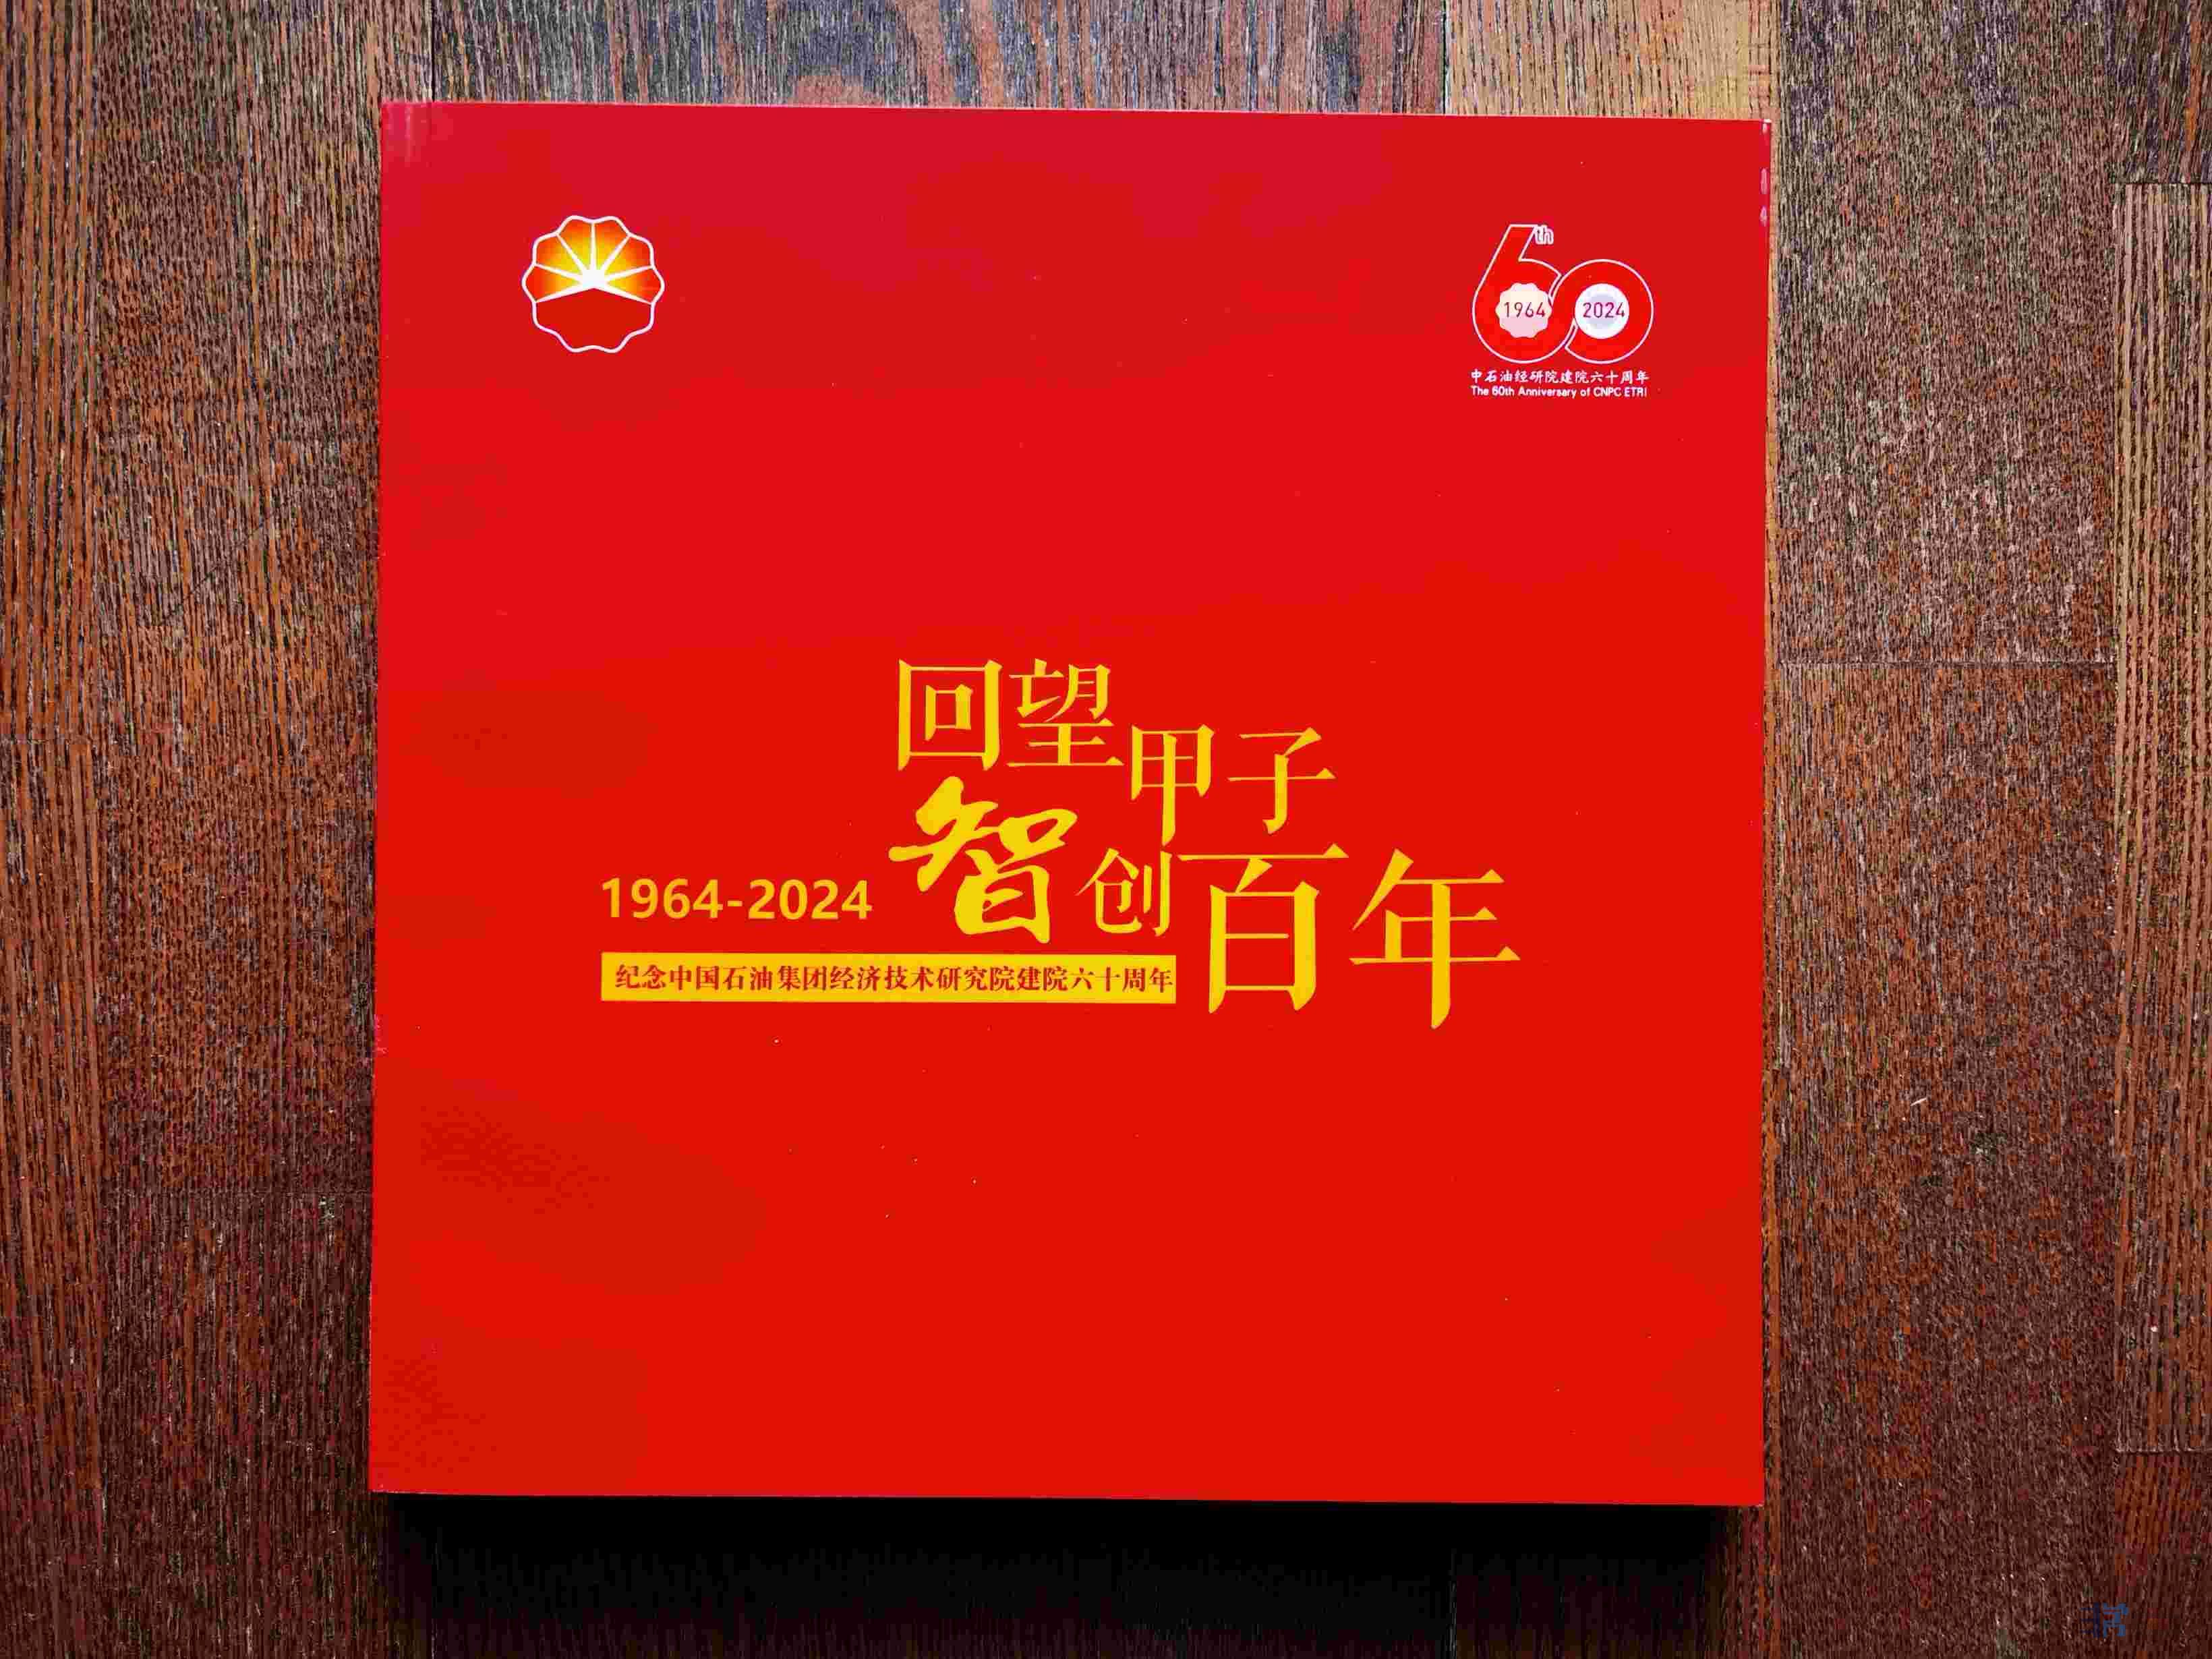 60th
1964
2024
中石油经研院建院六十周年
The 60th Anniversary of CNPC ETRI
回望甲子
智创百年
1964-2024
纪念中国石油集团经济技术研究院建院六十周年